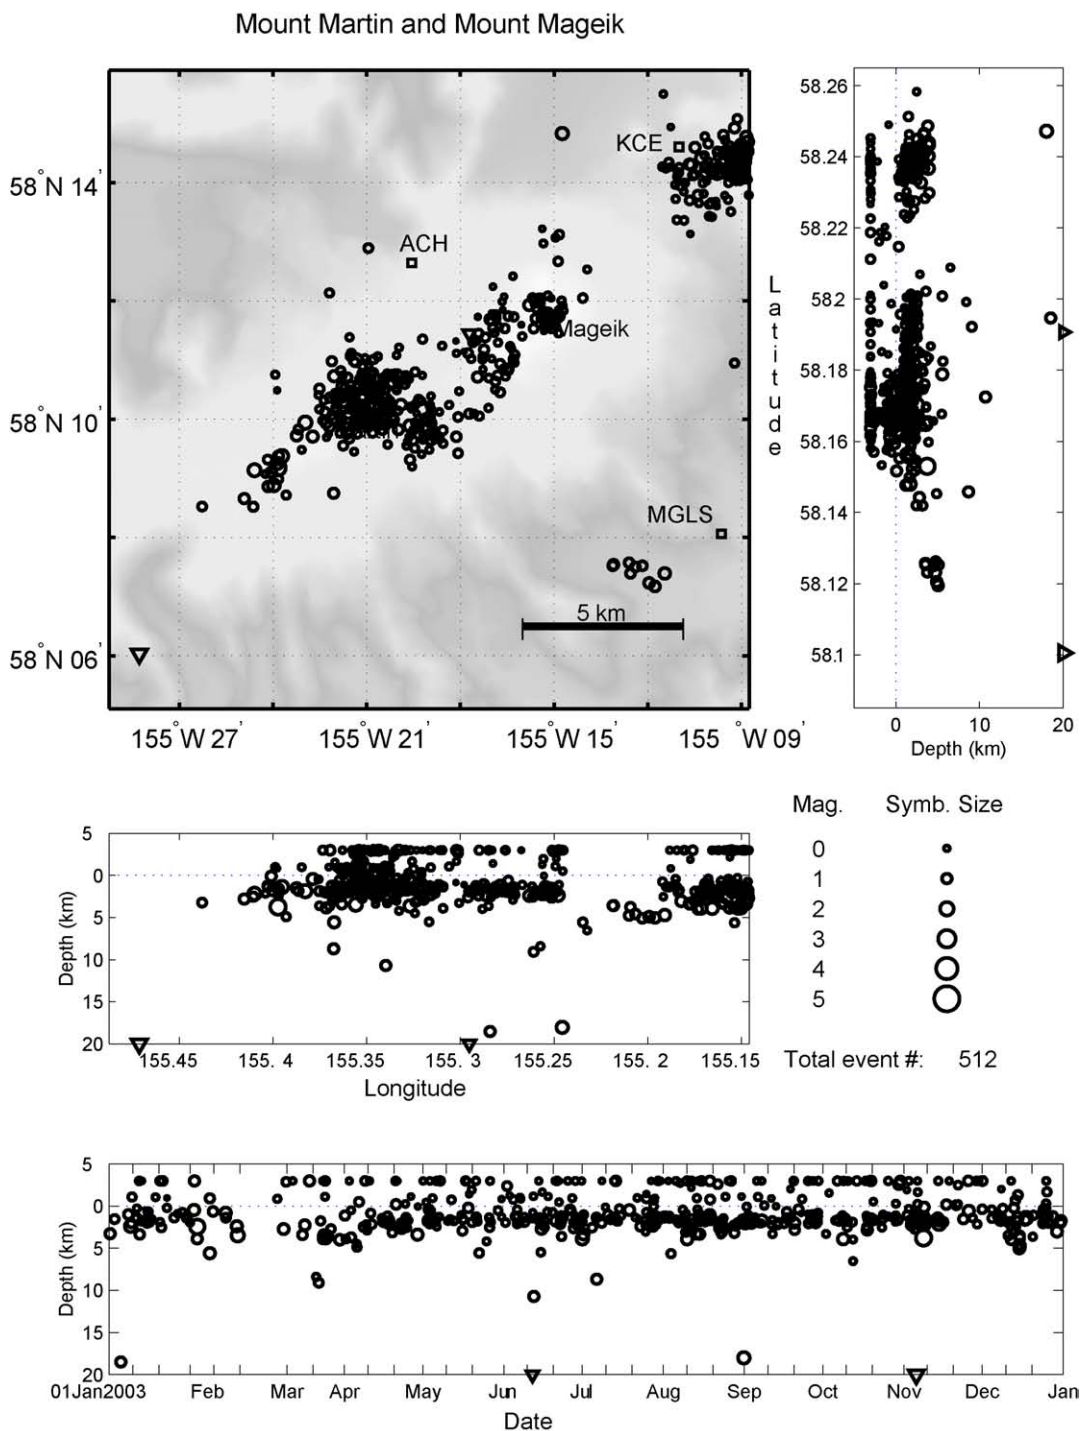 Mount Martin and Mount Mageik
58°N 14'
58°N 10'
58°N 06'
KCE
ACH
Mageik
MGLS
5 km
155°W 27'
155°W 21'
155°W 15'
155°W 09'
Latitude
58.26
58.24
58.22
58.2
58.18
58.16
58.14
58.12
58.1
0
10
20
Depth (km)
5
0
5
10
15
20
Depth (km)
155.45
155. 4
155.35
155. 3
155.25
155. 2
155.15
Longitude
Mag. Symb. Size
0
1
2
3
4
5
Total event #: 512
5
0
5
10
15
20
Depth (km)
01Jan2003 Feb Mar Apr May Jun Jul Aug Sep Oct Nov Dec Jan
Date